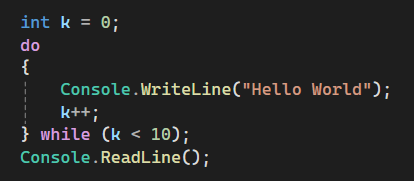 int k = 0;
do
{
    Console.WriteLine("Hello World");
    k++;
} while (k < 10);
Console.ReadLine();